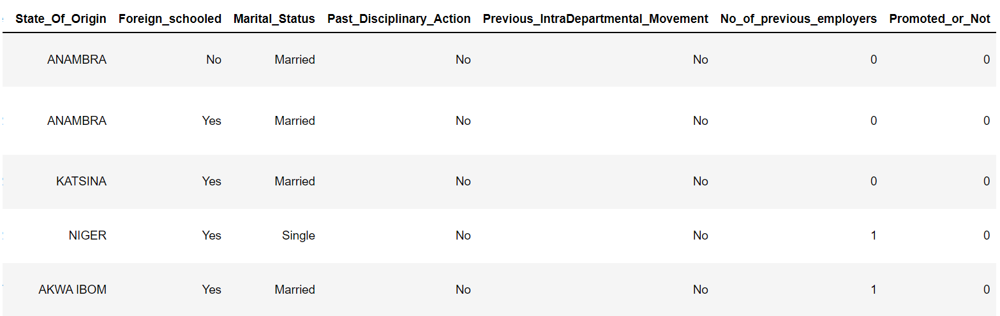 State_Of_Origin Foreign_schooled Marital_Status Past_Disciplinary_Action Previous_IntraDepartmental_Movement No_of_previous_employers Promoted_or_Not
ANAMBRA No Married No No 0 0
ANAMBRA Yes Married No No 0 0
KATSINA Yes Married No No 0 0
NIGER Yes Single No No 1 0
AKWA IBOM Yes Married No No 1 0